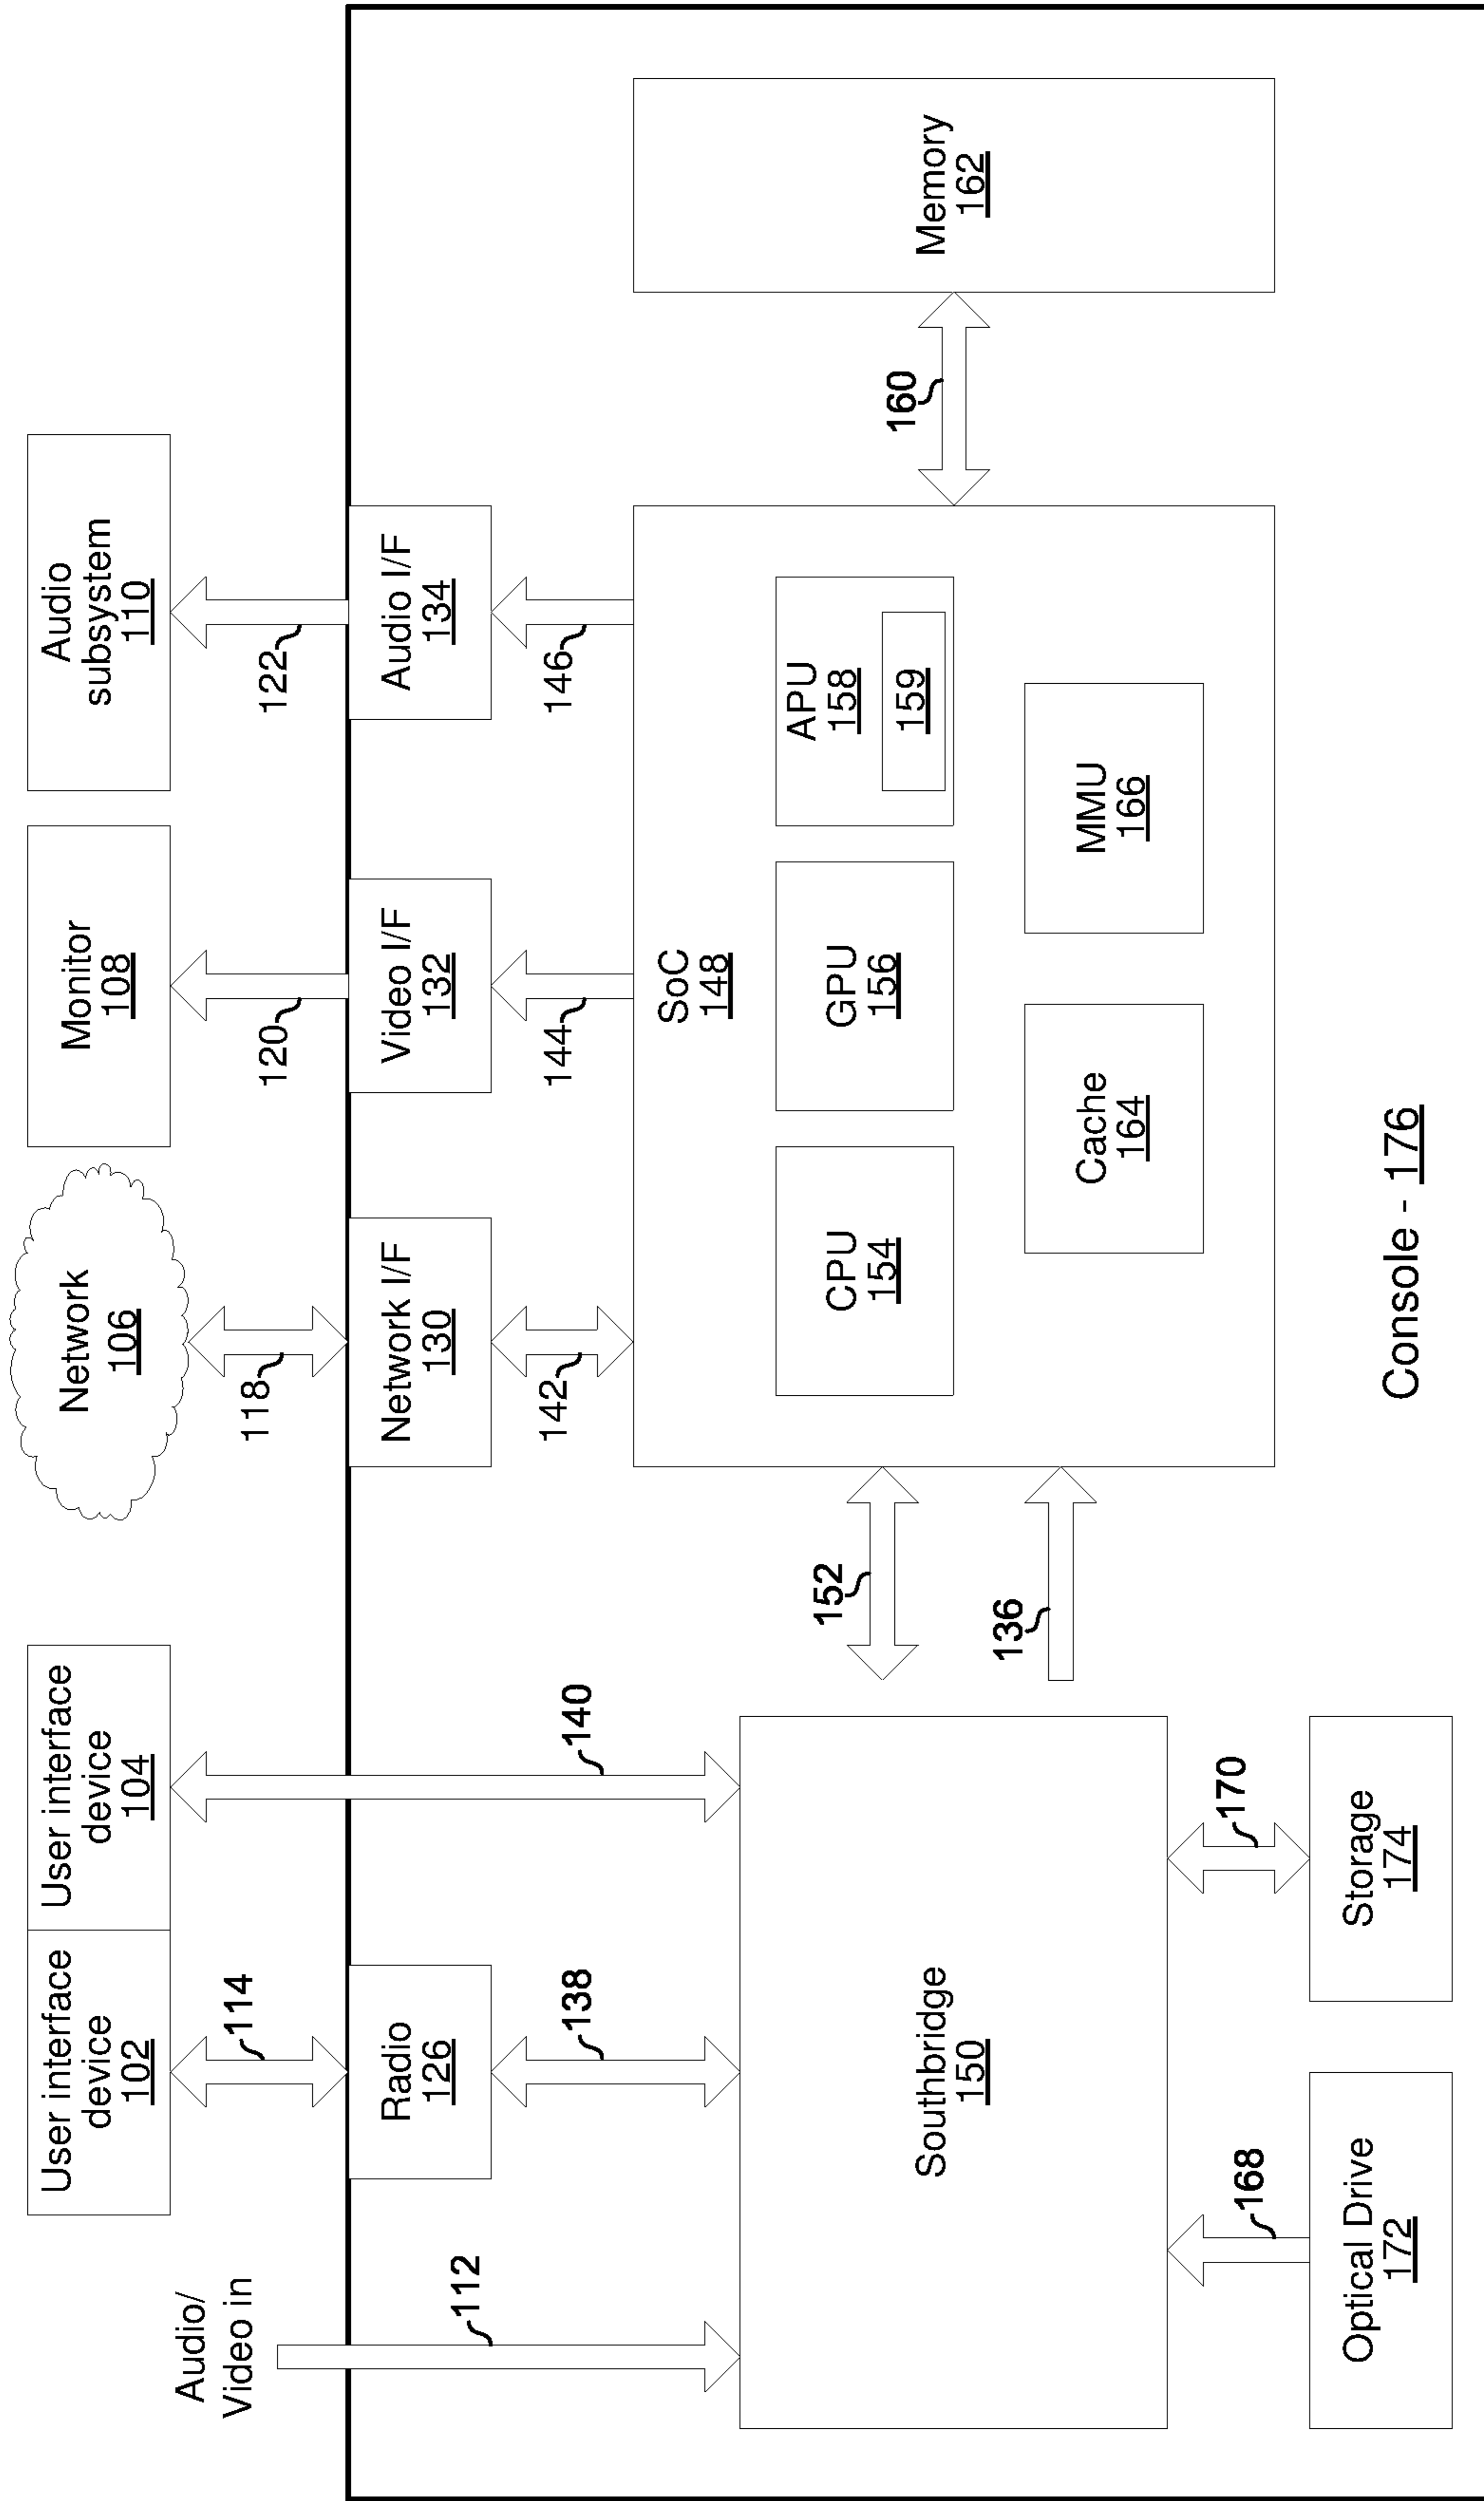 Audio/
Video in
User interface
device
102
User interface
device
104
Network
106
Monitor
108
Audio
subsystem
110
112
114
118
120
122
Radio
126
Network I/F
130
Video I/F
132
Audio I/F
134
138
140
142
144
146
Southbridge
150
152
136
SoC
148
CPU
154
GPU
156
APU
158
159
Cache
164
MMU
166
160
Memory
162
168
170
Optical Drive
172
Storage
174
Console - 176